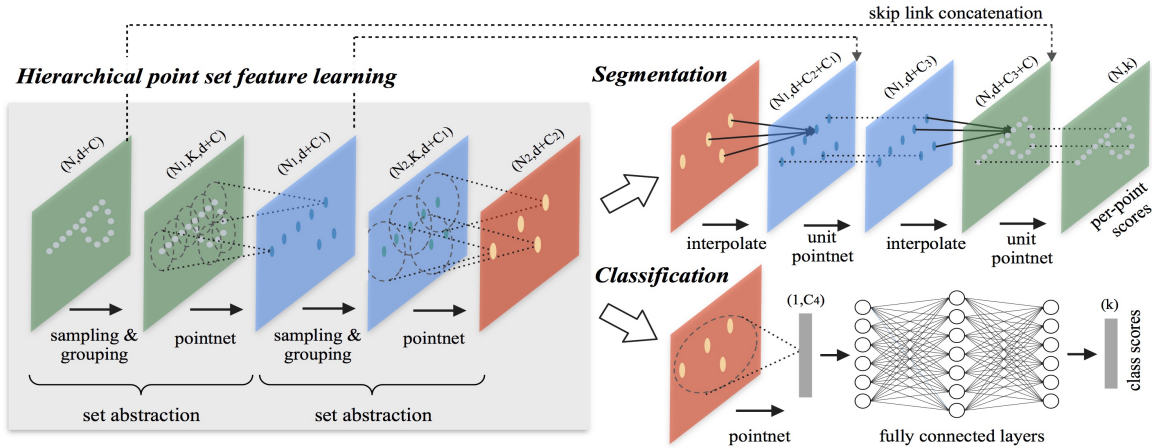 skip link concatenation
Hierarchical point set feature learning
(N,d+C)
(N1,K,d+C)
(N1,d+C1)
(N2,K,d+C1)
(N2,d+C2)
sampling &
grouping
pointnet
sampling &
grouping
pointnet
set abstraction
set abstraction
Segmentation
(N1,d+C2+C1)
(N1,d+C3)
(N,d+C3+C)
(N,k)
interpolate
unit
pointnet
interpolate
unit
pointnet
per-point
scores
Classification
(1,C4)
(k)
class scores
pointnet
fully connected layers